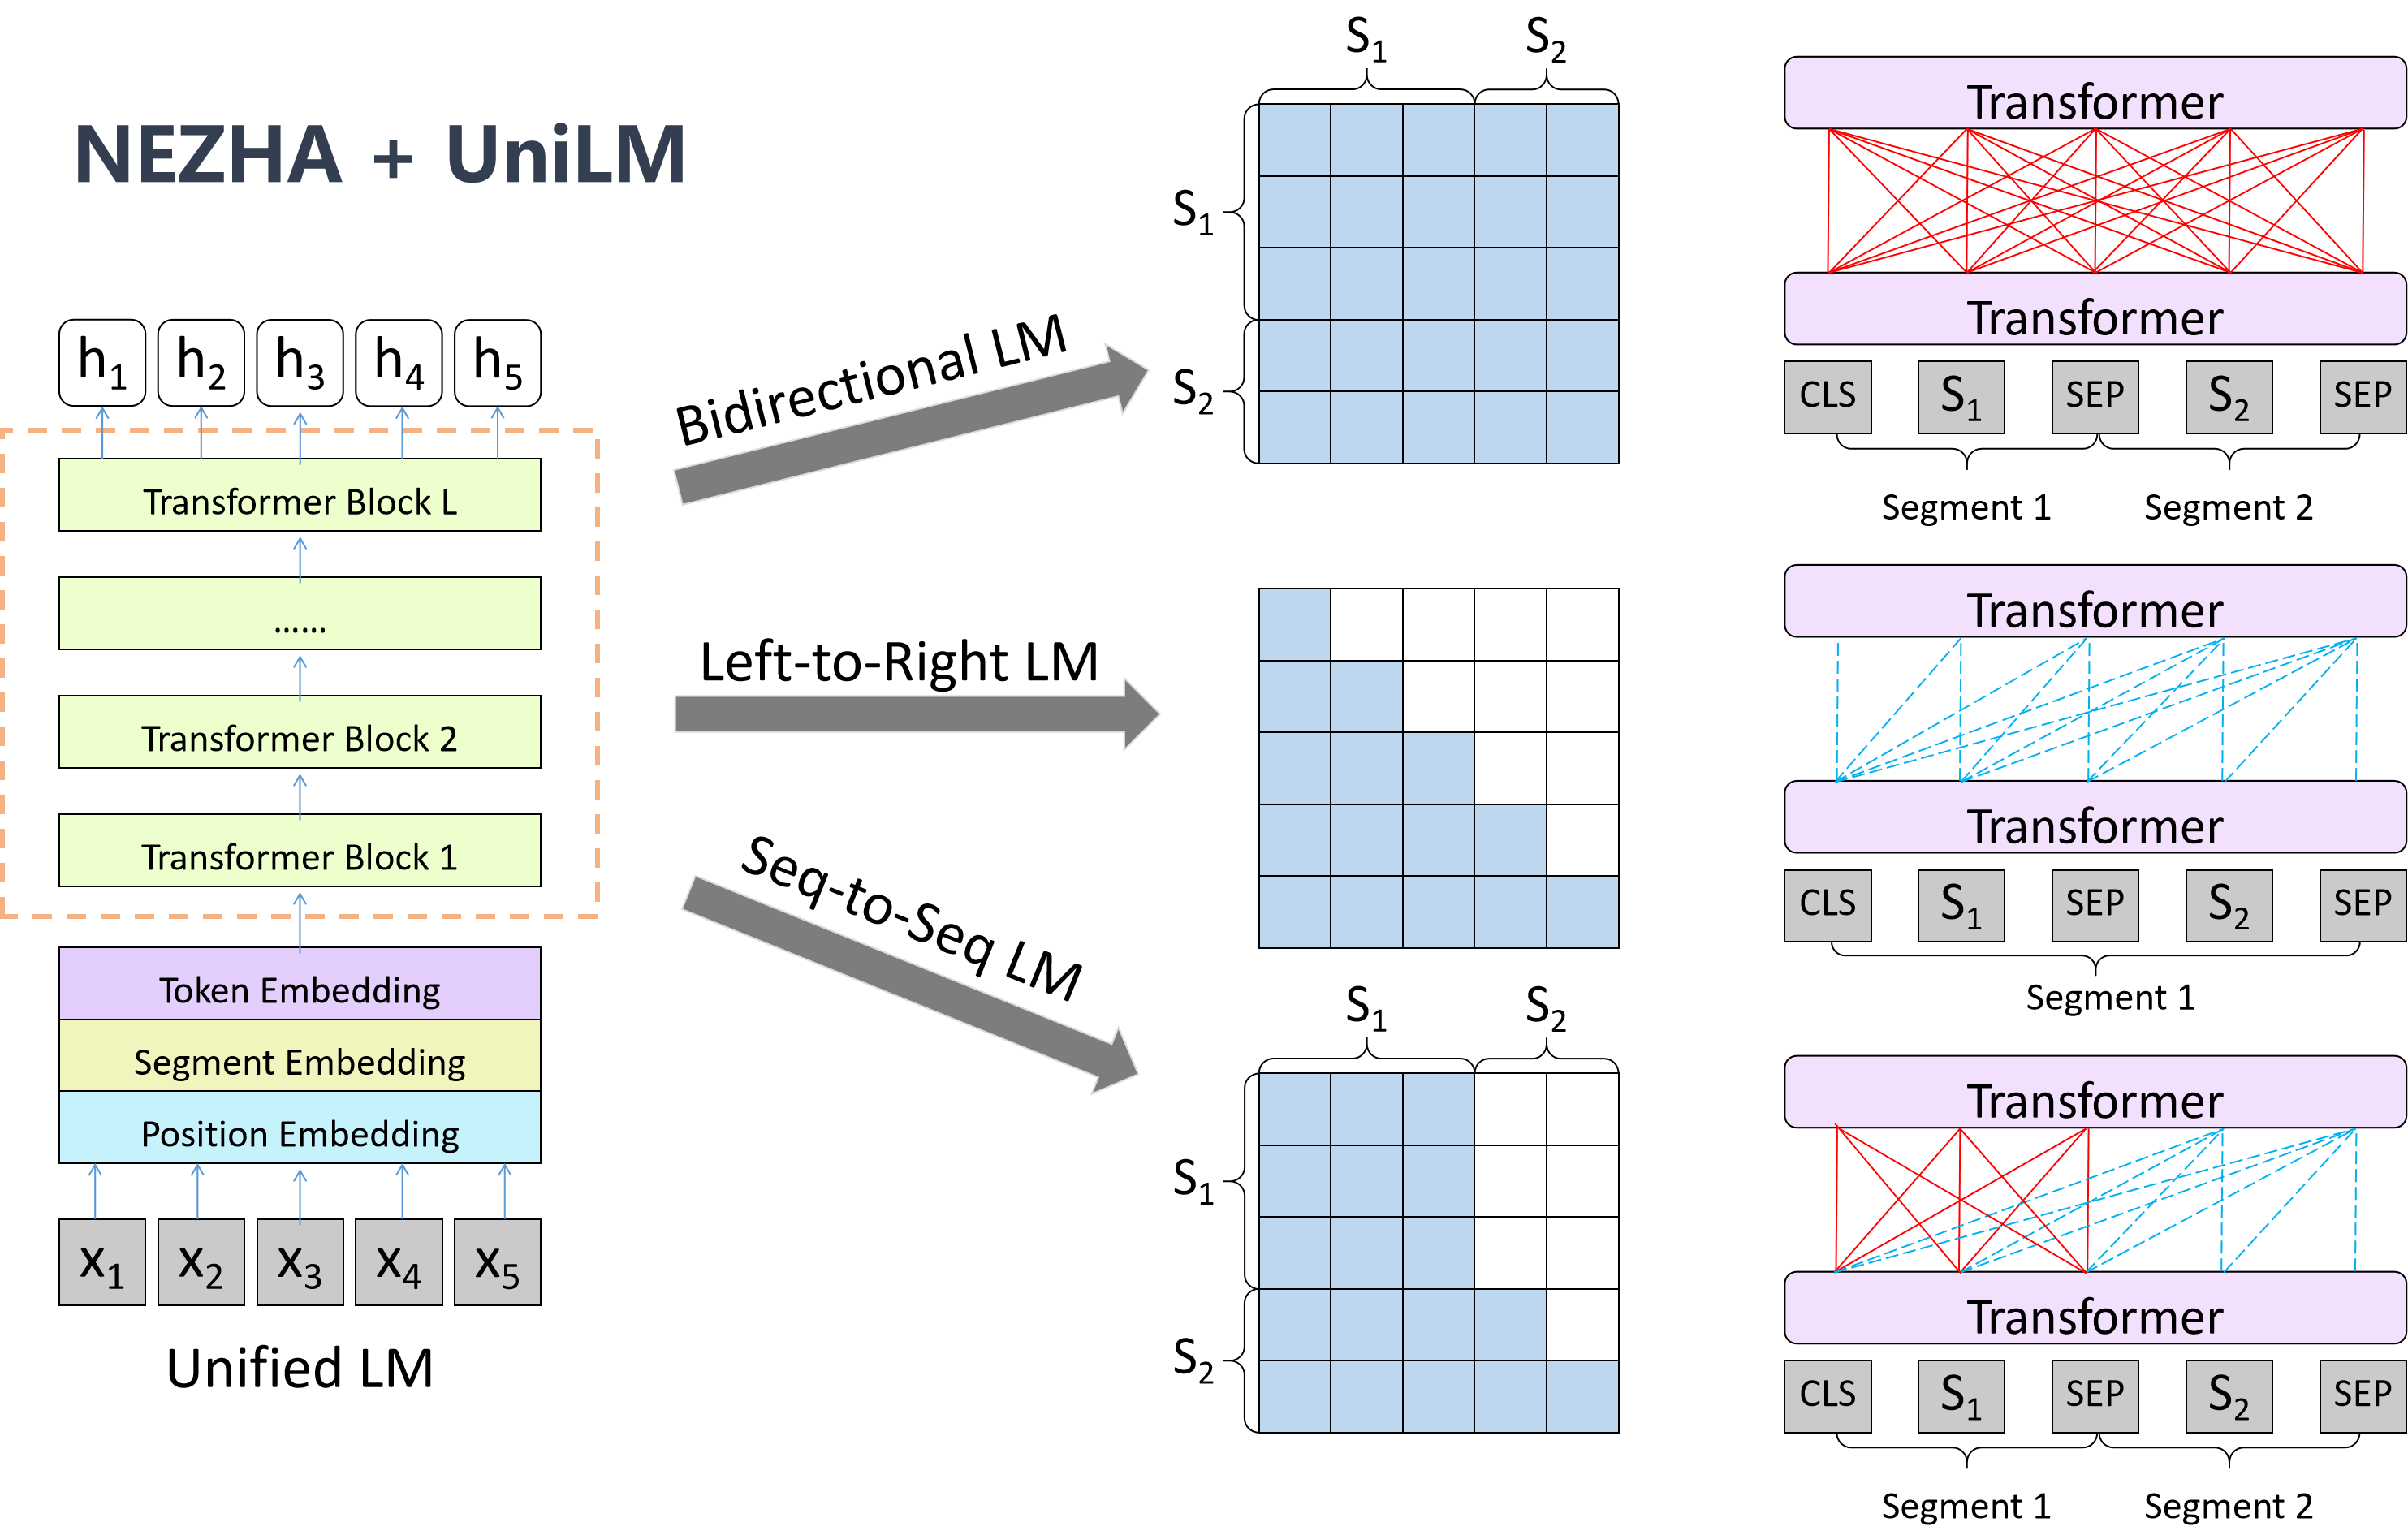 NEZHA + UniLM
h1 h2 h3 h4 h5
Transformer Block L
......
Transformer Block 2
Transformer Block 1
Token Embedding
Segment Embedding
Position Embedding
x1 x2 x3 x4 x5
Unified LM
Bidirectional LM
Left-to-Right LM
Seq-to-Seq LM
S1 S2
S1
S2
Transformer
Transformer
CLS S1 SEP S2 SEP
Segment 1 Segment 2
Transformer
Transformer
CLS S1 SEP S2 SEP
Segment 1
S1 S2
S1
S2
Transformer
Transformer
CLS S1 SEP S2 SEP
Segment 1 Segment 2